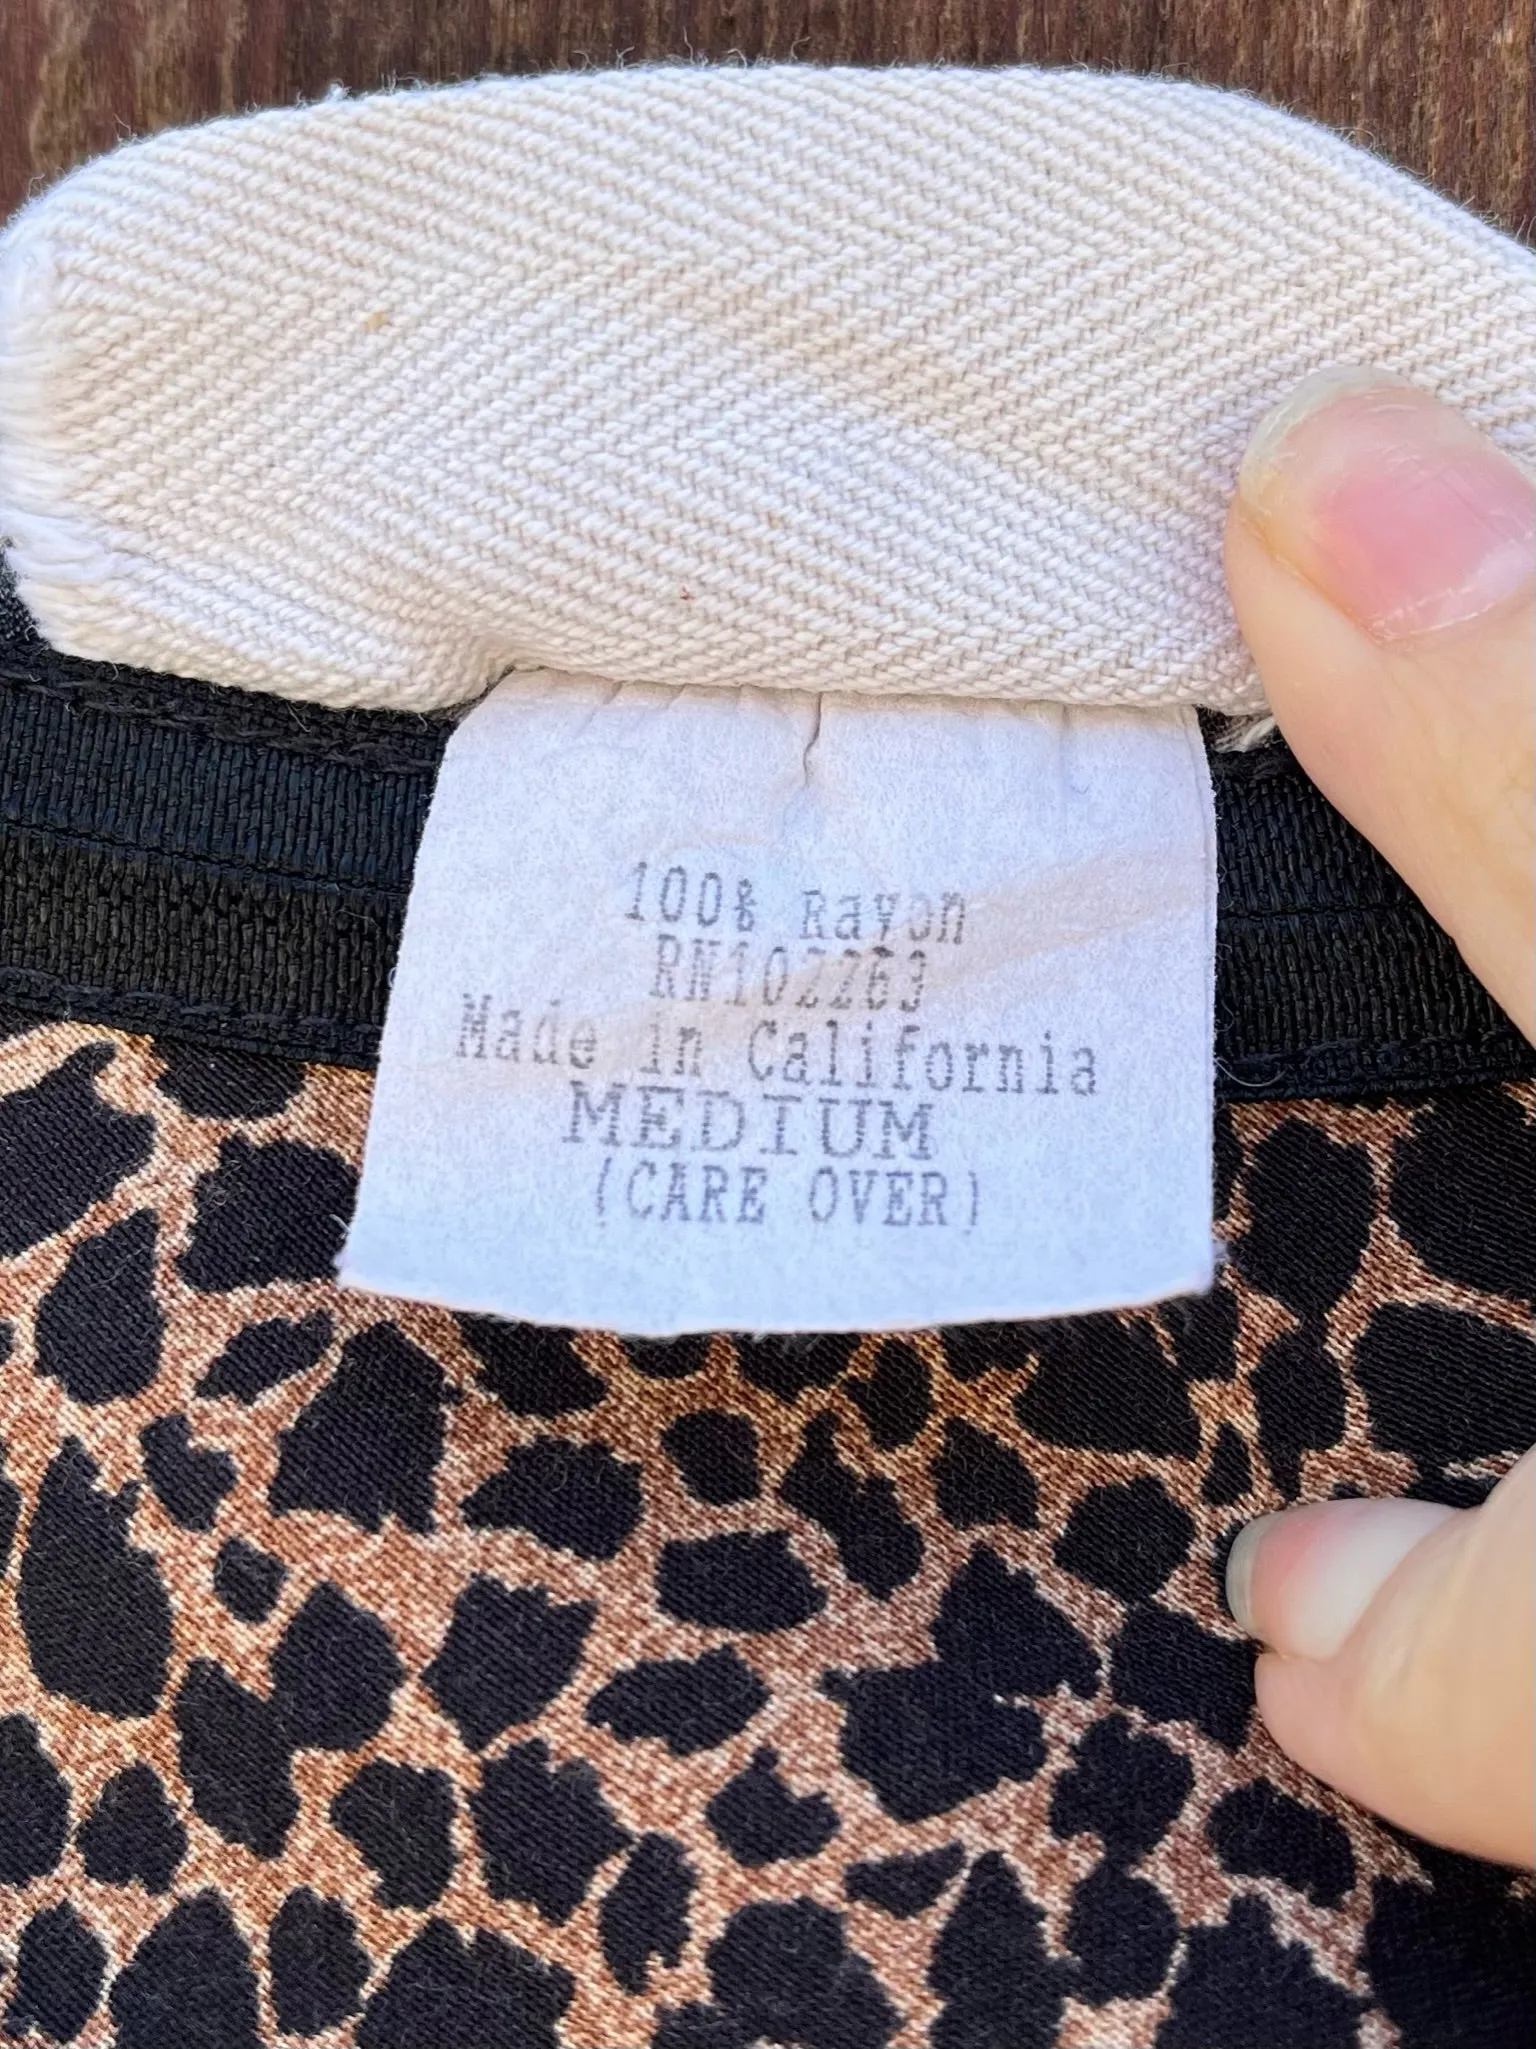 100% Rayon
RN102263
Made in California
MEDIUM
(CARE OVER)